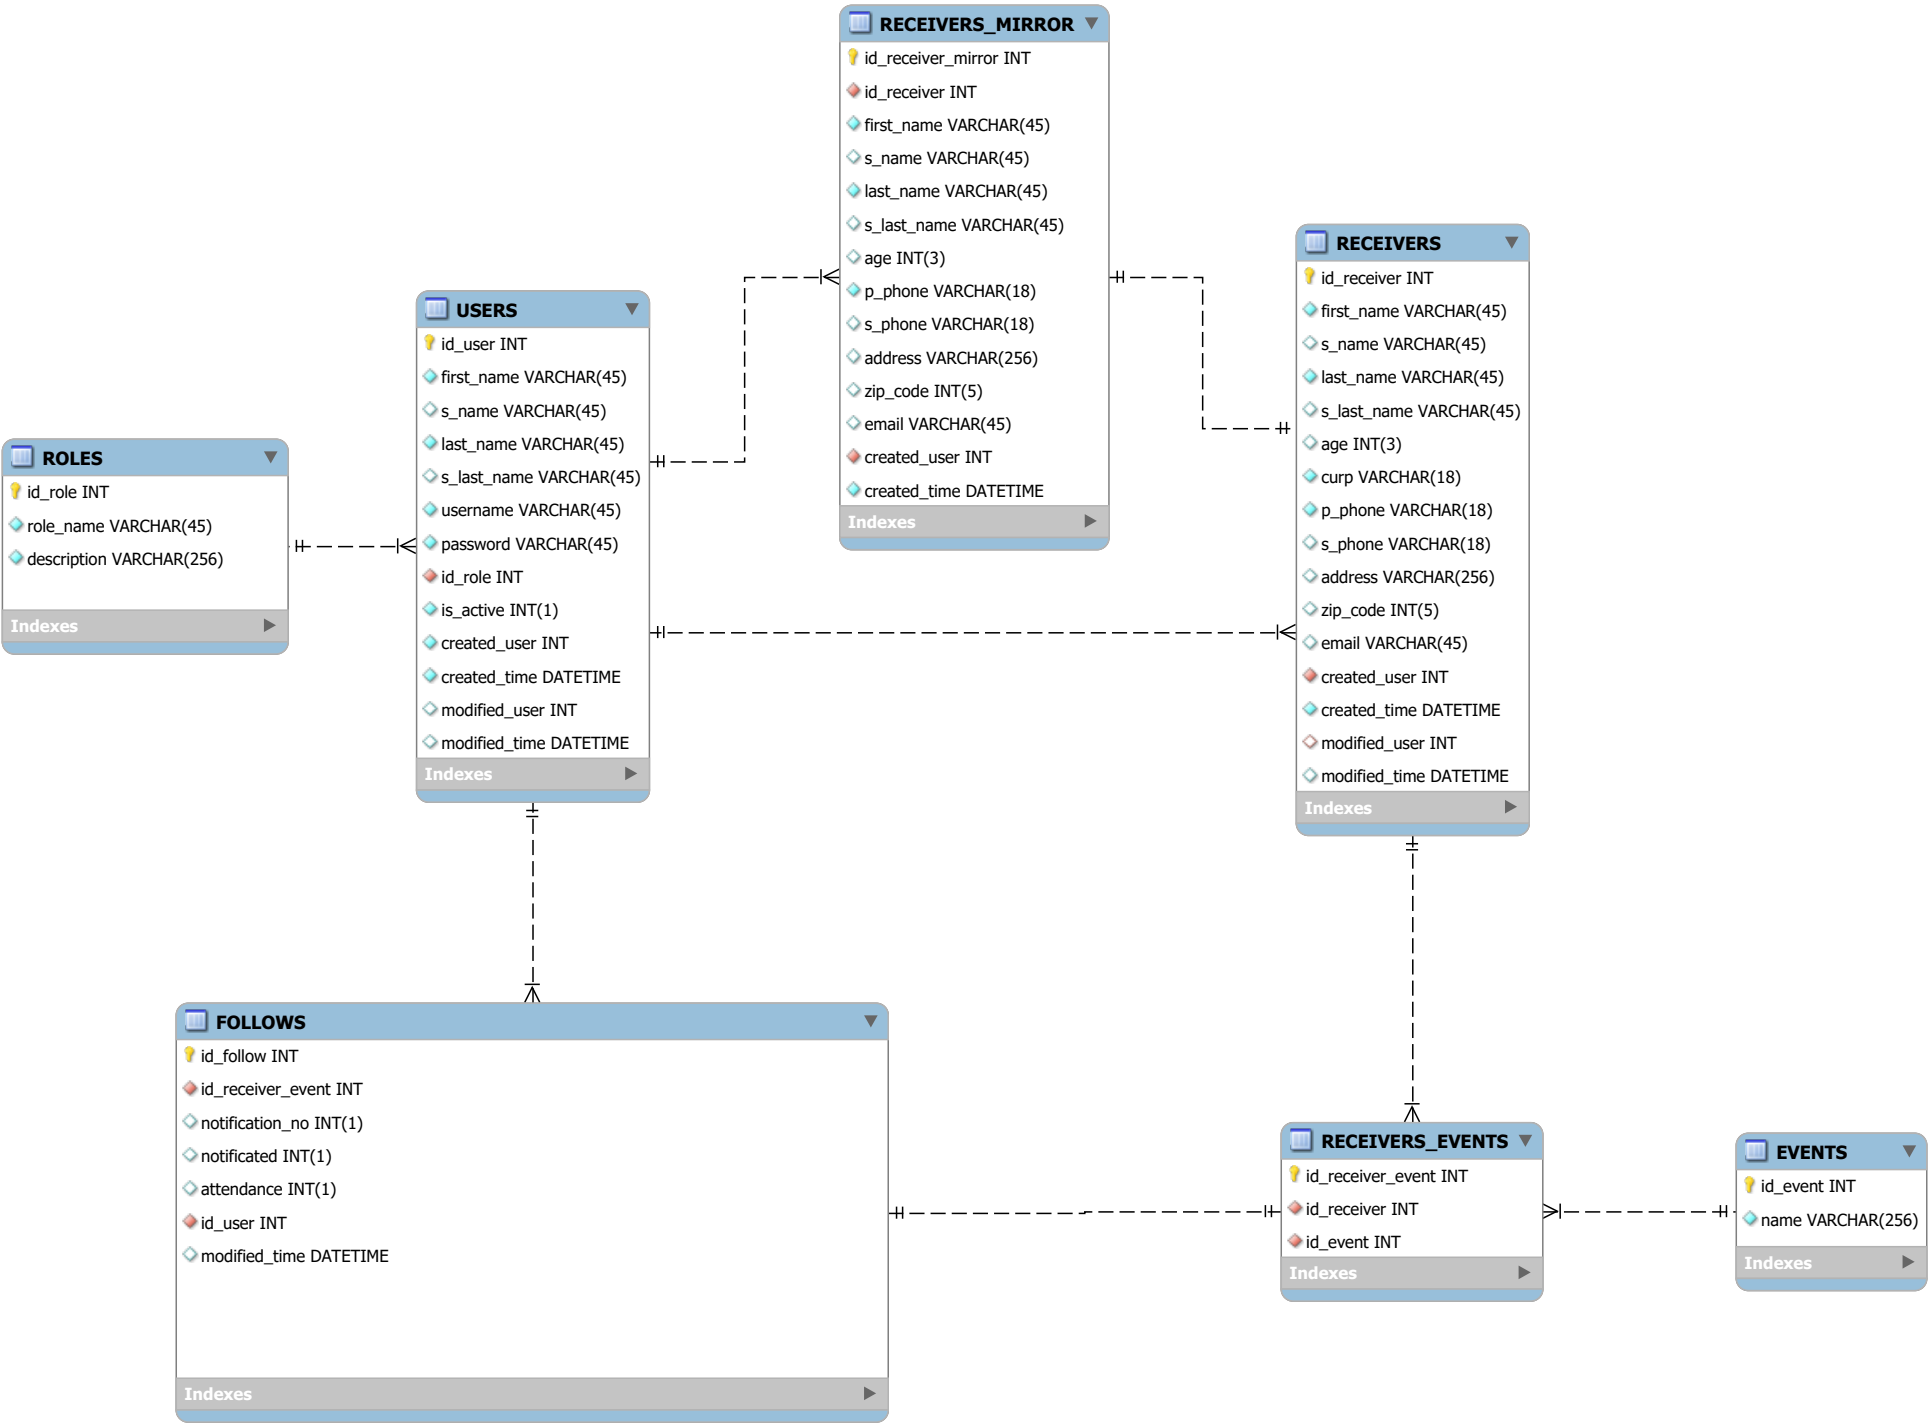 RECEIVERS_MIRROR
id_receiver_mirror INT
id_receiver INT
first_name VARCHAR(45)
s_name VARCHAR(45)
last_name VARCHAR(45)
s_last_name VARCHAR(45)
age INT(3)
p_phone VARCHAR(18)
s_phone VARCHAR(18)
address VARCHAR(256)
zip_code INT(5)
email VARCHAR(45)
created_user INT
created_time DATETIME
Indexes
RECEIVERS
id_receiver INT
first_name VARCHAR(45)
s_name VARCHAR(45)
last_name VARCHAR(45)
s_last_name VARCHAR(45)
age INT(3)
curp VARCHAR(18)
p_phone VARCHAR(18)
s_phone VARCHAR(18)
address VARCHAR(256)
zip_code INT(5)
email VARCHAR(45)
created_user INT
created_time DATETIME
modified_user INT
modified_time DATETIME
Indexes
USERS
id_user INT
first_name VARCHAR(45)
s_name VARCHAR(45)
last_name VARCHAR(45)
s_last_name VARCHAR(45)
username VARCHAR(45)
password VARCHAR(45)
id_role INT
is_active INT(1)
created_user INT
created_time DATETIME
modified_user INT
modified_time DATETIME
Indexes
ROLES
id_role INT
role_name VARCHAR(45)
description VARCHAR(256)
Indexes
FOLLOWS
id_follow INT
id_receiver_event INT
notification_no INT(1)
notificated INT(1)
attendance INT(1)
id_user INT
modified_time DATETIME
Indexes
RECEIVERS_EVENTS
id_receiver_event INT
id_receiver INT
id_event INT
Indexes
EVENTS
id_event INT
name VARCHAR(256)
Indexes